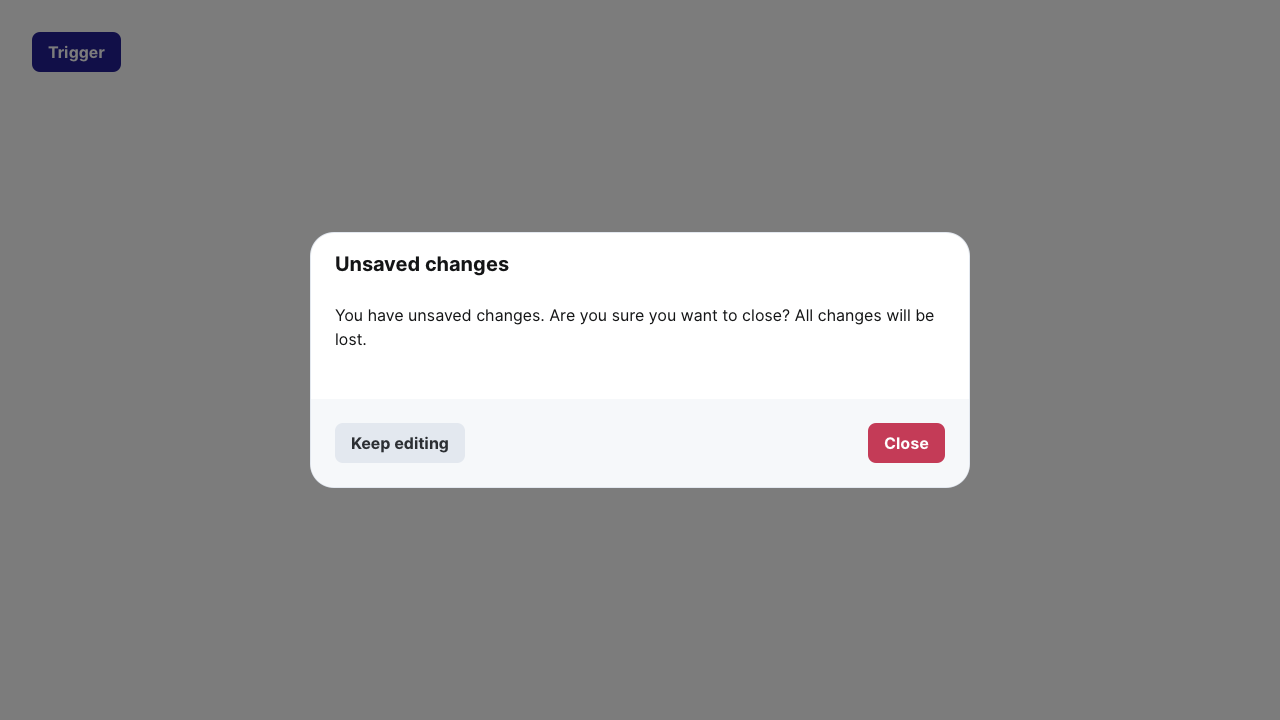 Trigger
Unsaved changes
You have unsaved changes. Are you sure you want to close? All changes will be
lost.
Keep editing
Close